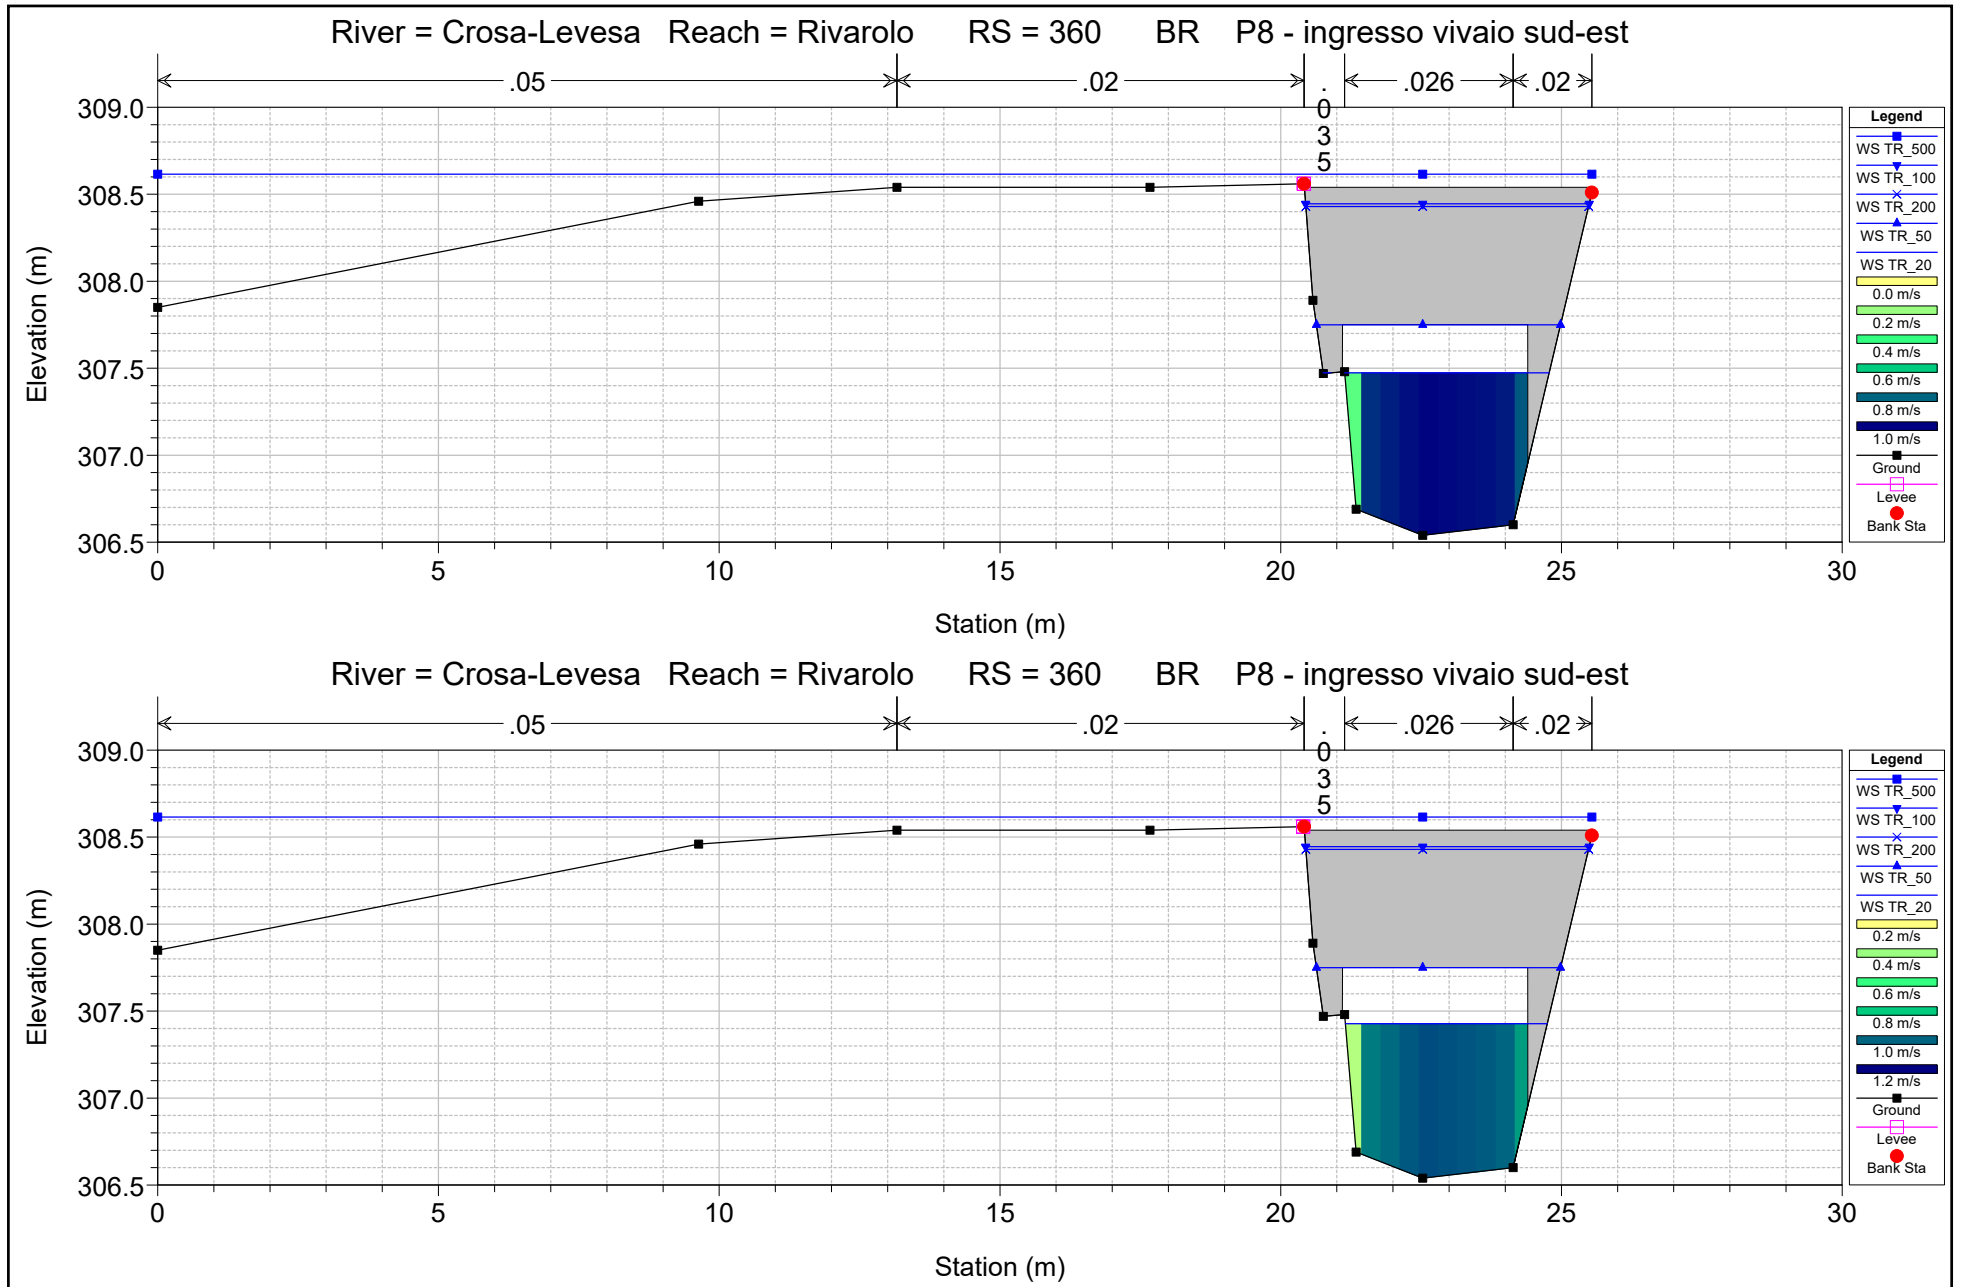 River = Crosa-Levesa Reach = Rivarolo RS = 360 BR P8 - ingresso vivaio sud-est
.05 .02 .035 .026 .02
Elevation (m)
309.0
308.5
308.0
307.5
307.0
306.5
0 5 10 15 20 25 30
Station (m)
Legend
WS TR_500
WS TR_100
WS TR_200
WS TR_50
WS TR_20
0.0 m/s
0.2 m/s
0.4 m/s
0.6 m/s
0.8 m/s
1.0 m/s
Ground
Levee
Bank Sta
River = Crosa-Levesa Reach = Rivarolo RS = 360 BR P8 - ingresso vivaio sud-est
.05 .02 .035 .026 .02
Elevation (m)
309.0
308.5
308.0
307.5
307.0
306.5
0 5 10 15 20 25 30
Station (m)
Legend
WS TR_500
WS TR_100
WS TR_200
WS TR_50
WS TR_20
0.2 m/s
0.4 m/s
0.6 m/s
0.8 m/s
1.0 m/s
1.2 m/s
Ground
Levee
Bank Sta